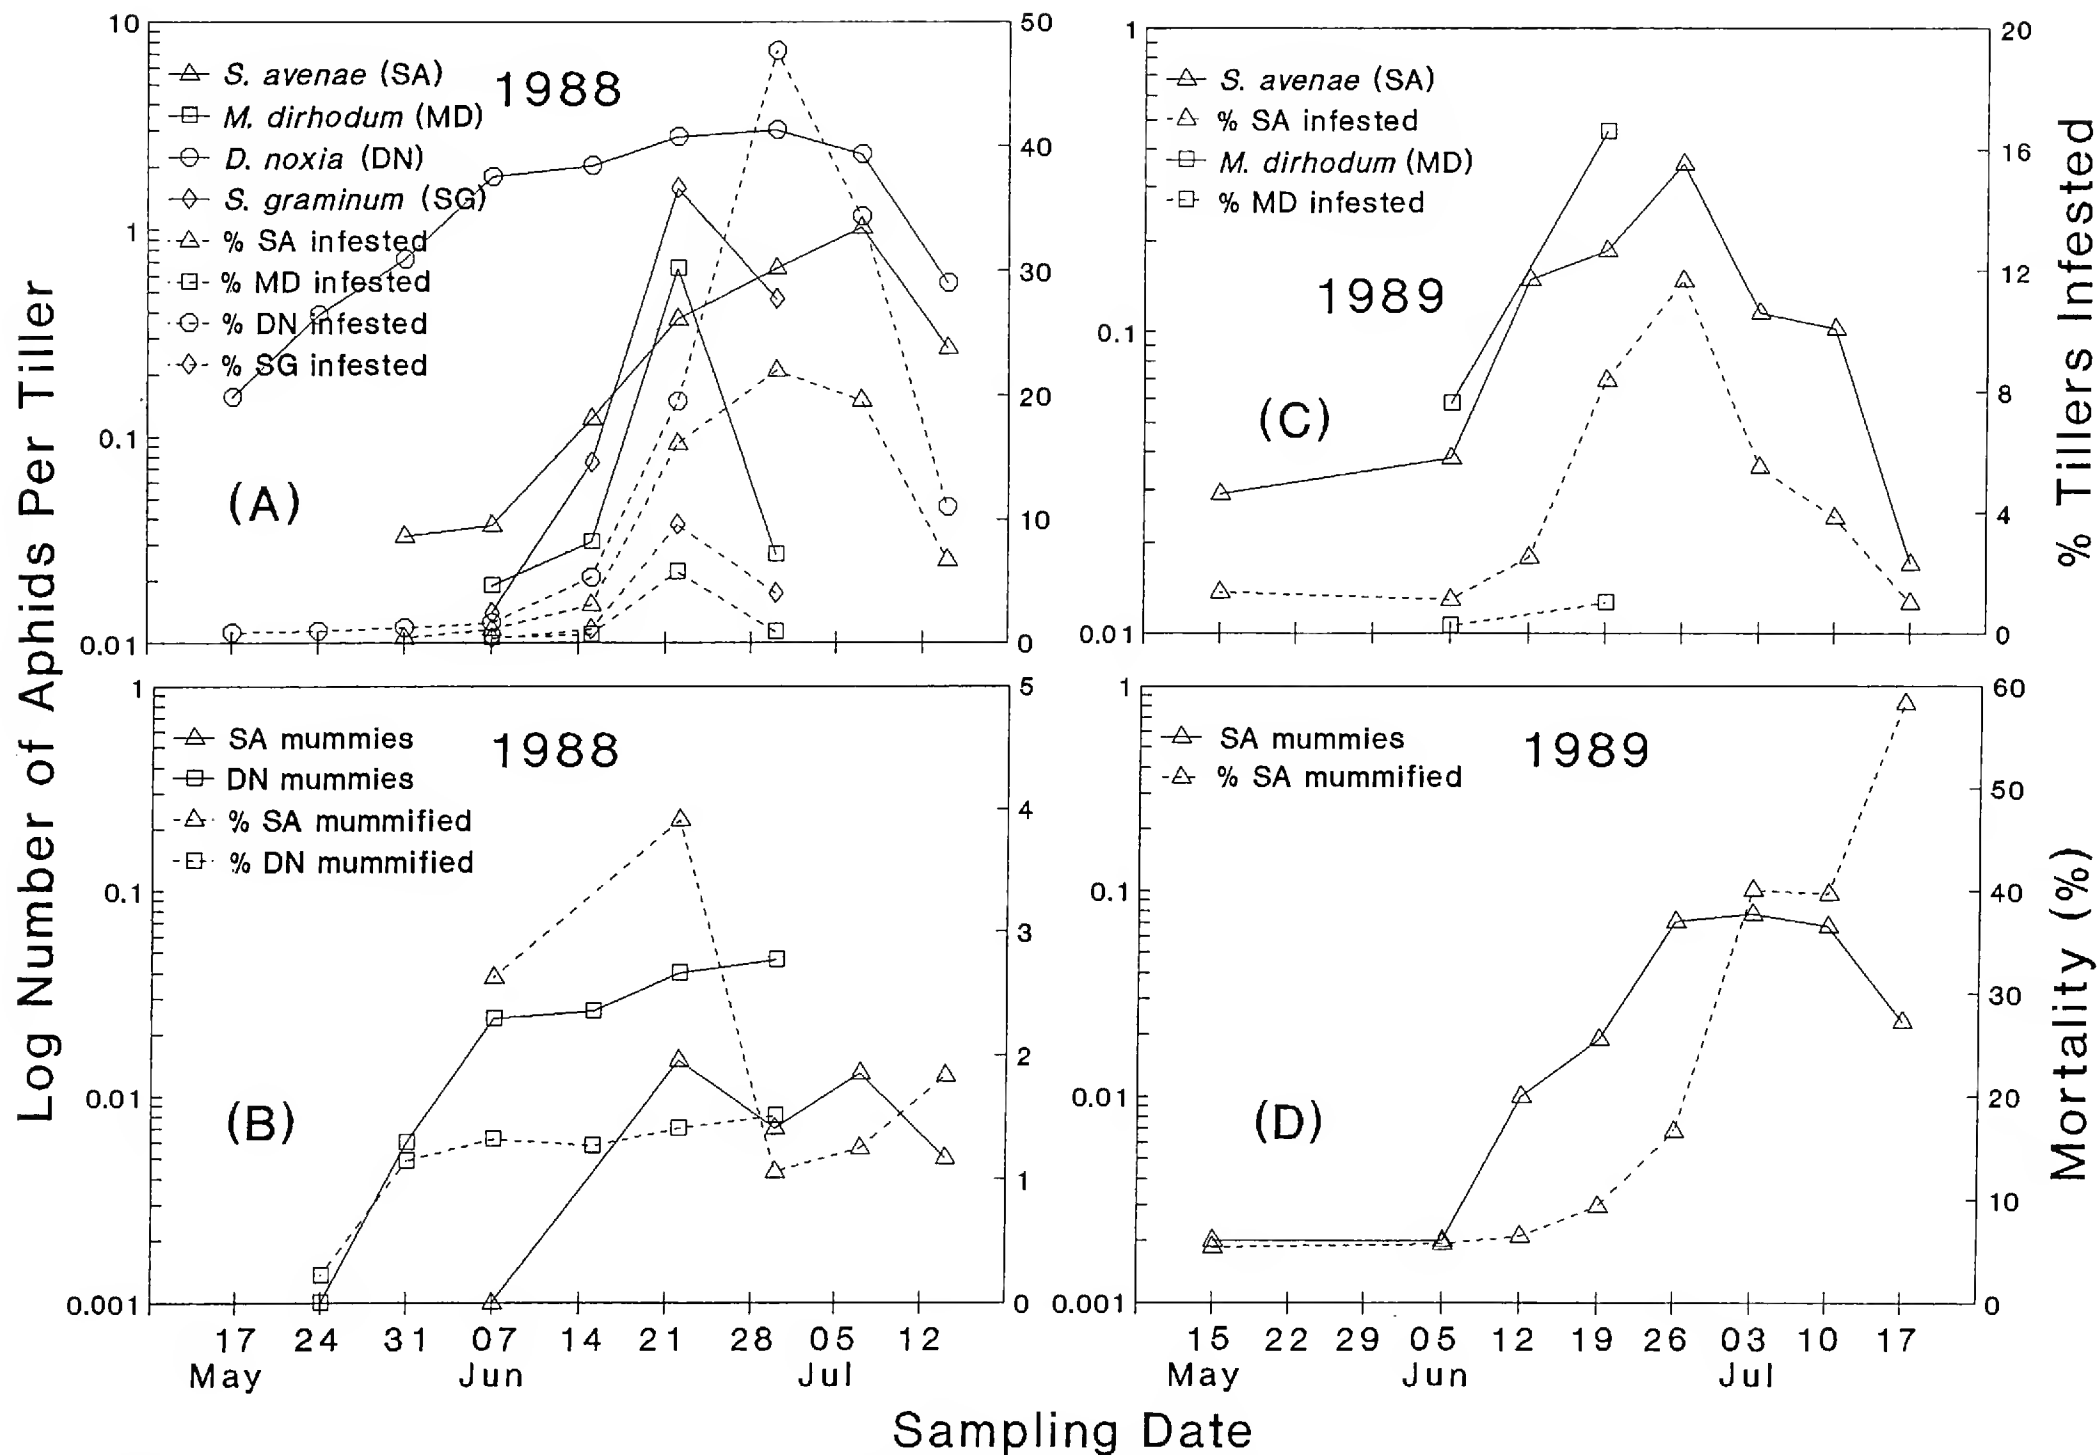 Log Number of Aphids Per Tiller
% Tillers Infested
Mortality (%)
10
1
0.1
0.01
50
40
30
20
10
0
S. avenae (SA)
M. dirhodum (MD)
D. noxia (DN)
S. graminum (SG)
% SA infested
% MD infested
% DN infested
% SG infested
1988
(A)
1
0.1
0.01
20
16
12
8
4
0
S. avenae (SA)
% SA infested
M. dirhodum (MD)
% MD infested
1989
(C)
1
0.1
0.01
0.001
5
4
3
2
1
0
SA mummies
DN mummies
% SA mummified
% DN mummified
1988
(B)
17 24 31 07 14 21 28 05 12
May Jun Jul
1
0.1
0.01
0.001
60
50
40
30
20
10
0
SA mummies
% SA mummified
1989
(D)
15 22 29 05 12 19 26 03 10 17
May Jun Jul
Sampling Date